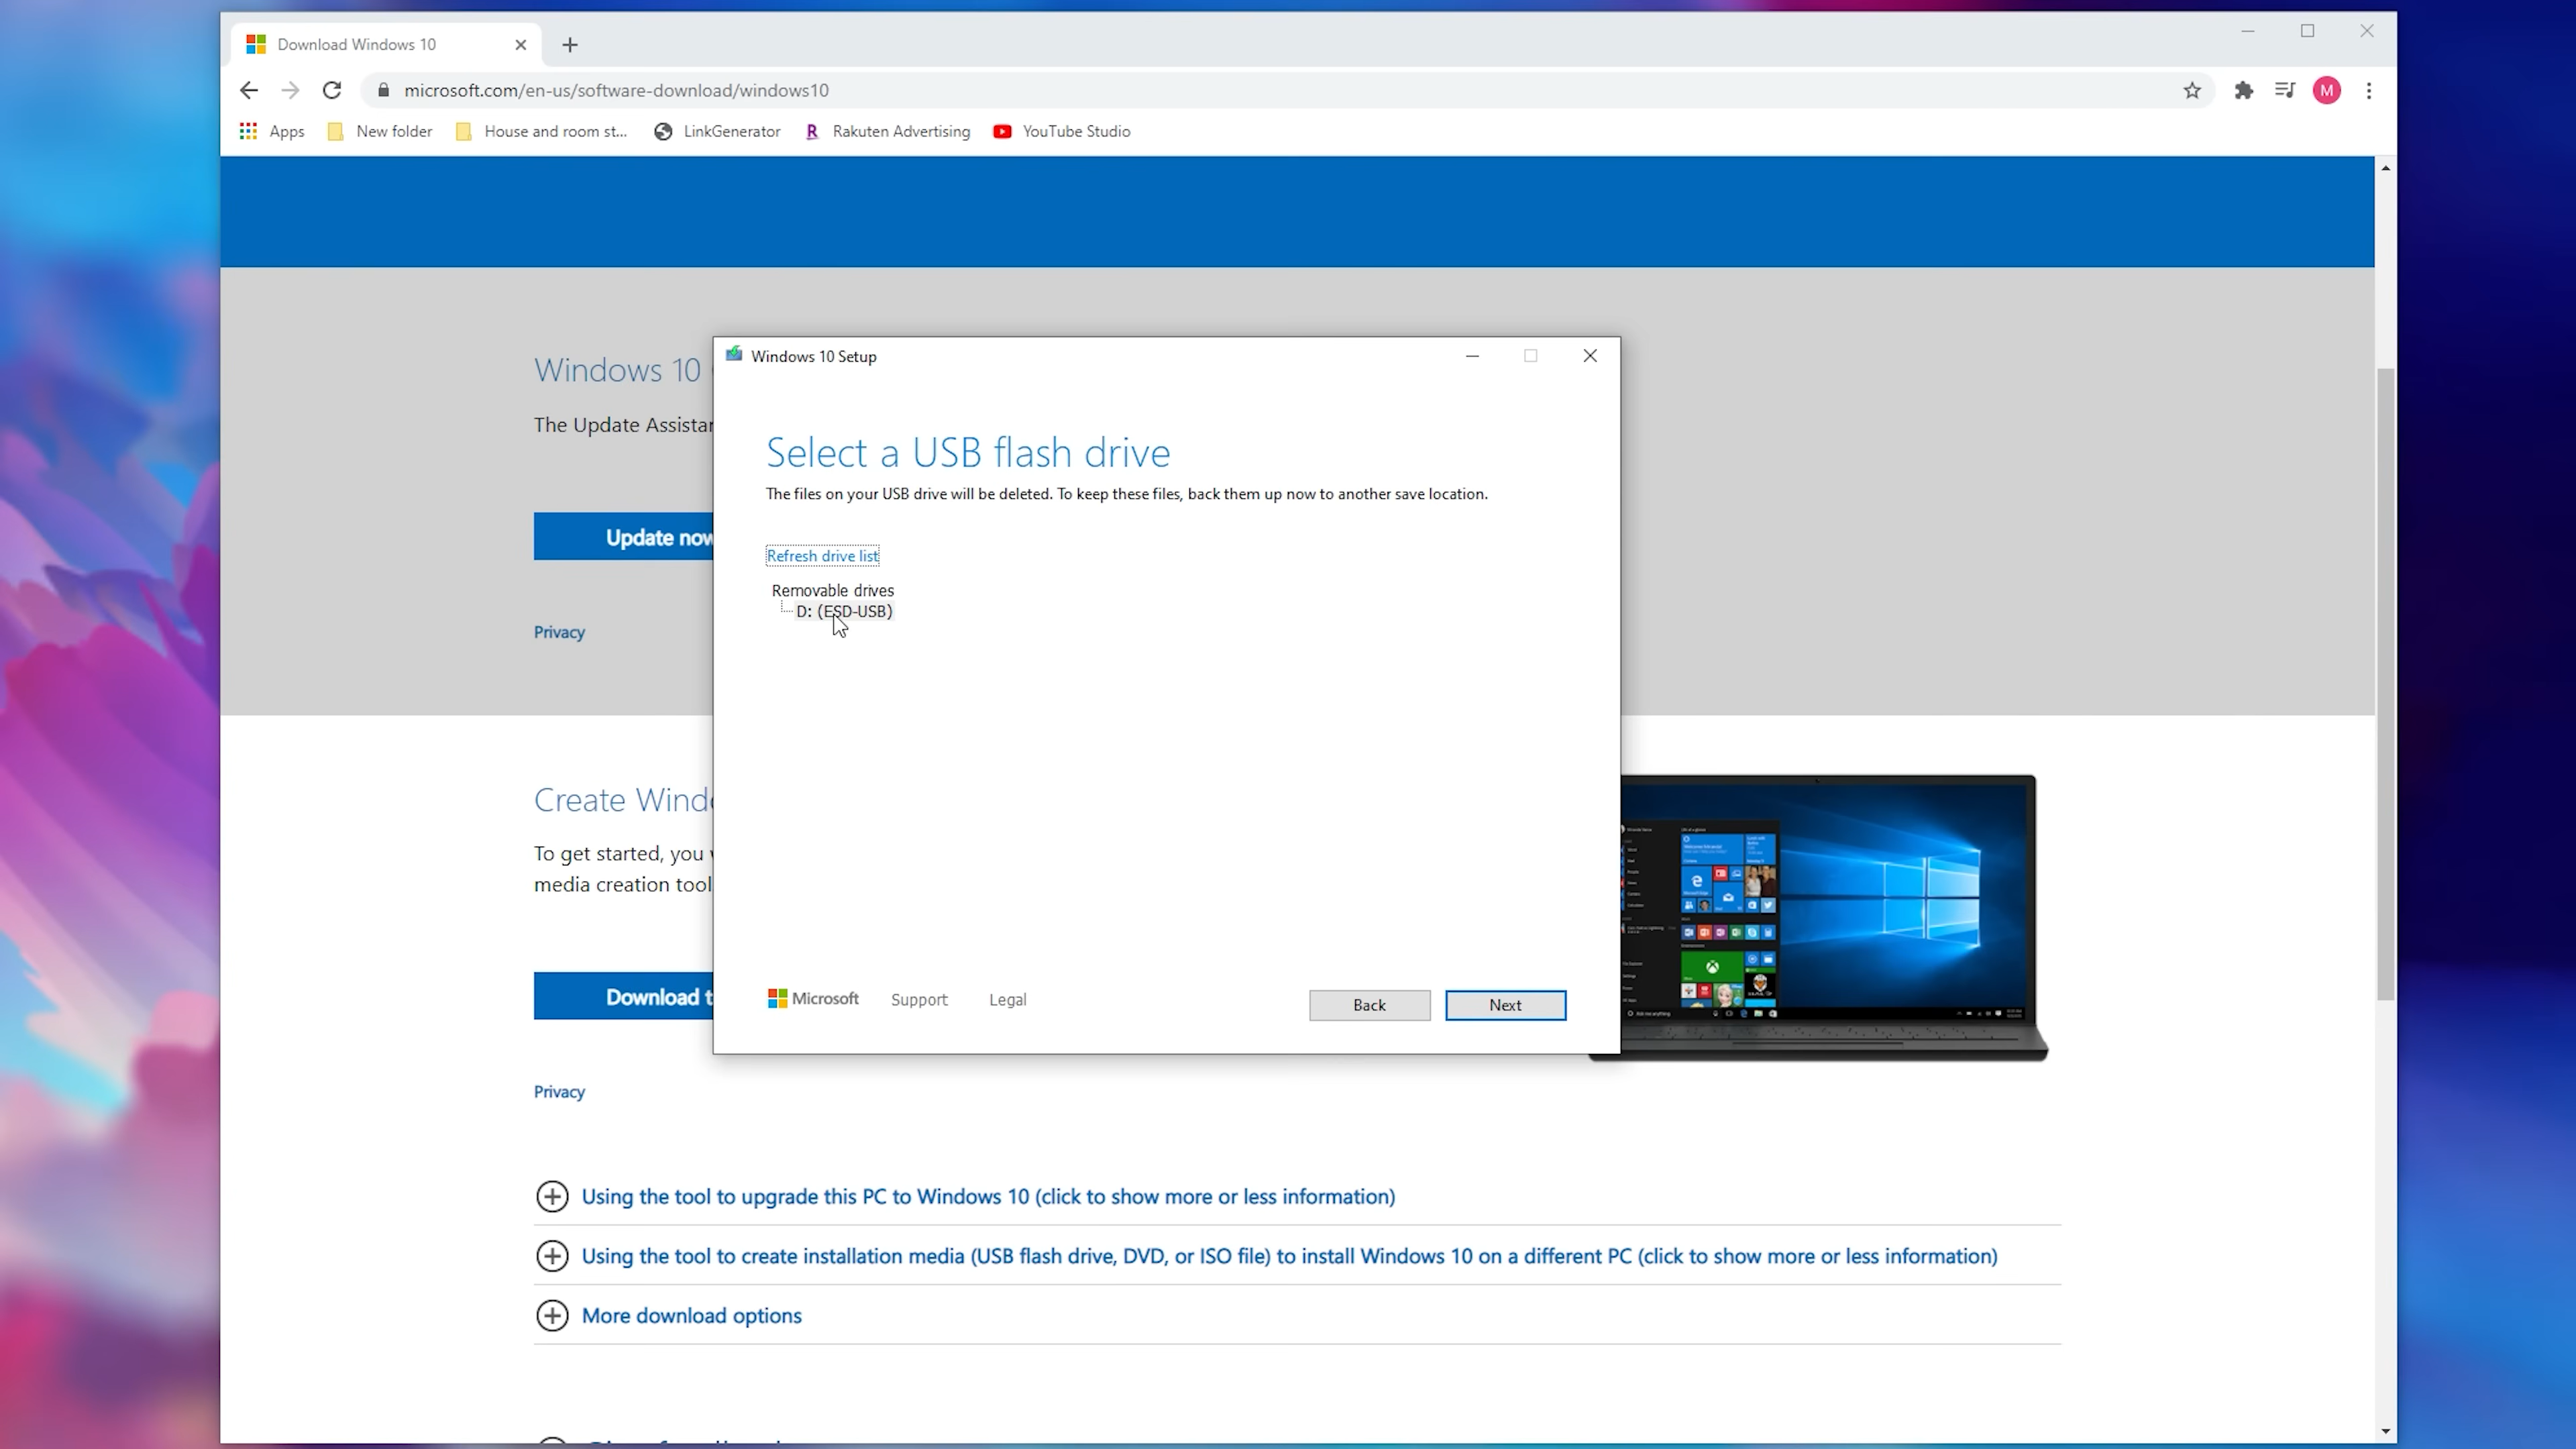 Download Windows 10
microsoft.com/en-us/software-download/windows10
M
Apps
New folder
House and room st...
LinkGenerator
Rakuten Advertising
YouTube Studio
Windows 10
The Update Assistan
Update now
Privacy
Windows 10 Setup
Select a USB flash drive
The files on your USB drive will be deleted. To keep these files, back them up now to another save location.
Refresh drive list
Removable drives
D: (ESD-USB)
Microsoft
Support
Legal
Back
Next
Create Wind
To get started, you
media creation tool
Download t
Privacy
Using the tool to upgrade this PC to Windows 10 (click to show more or less information)
Using the tool to create installation media (USB flash drive, DVD, or ISO file) to install Windows 10 on a different PC (click to show more or less information)
More download options